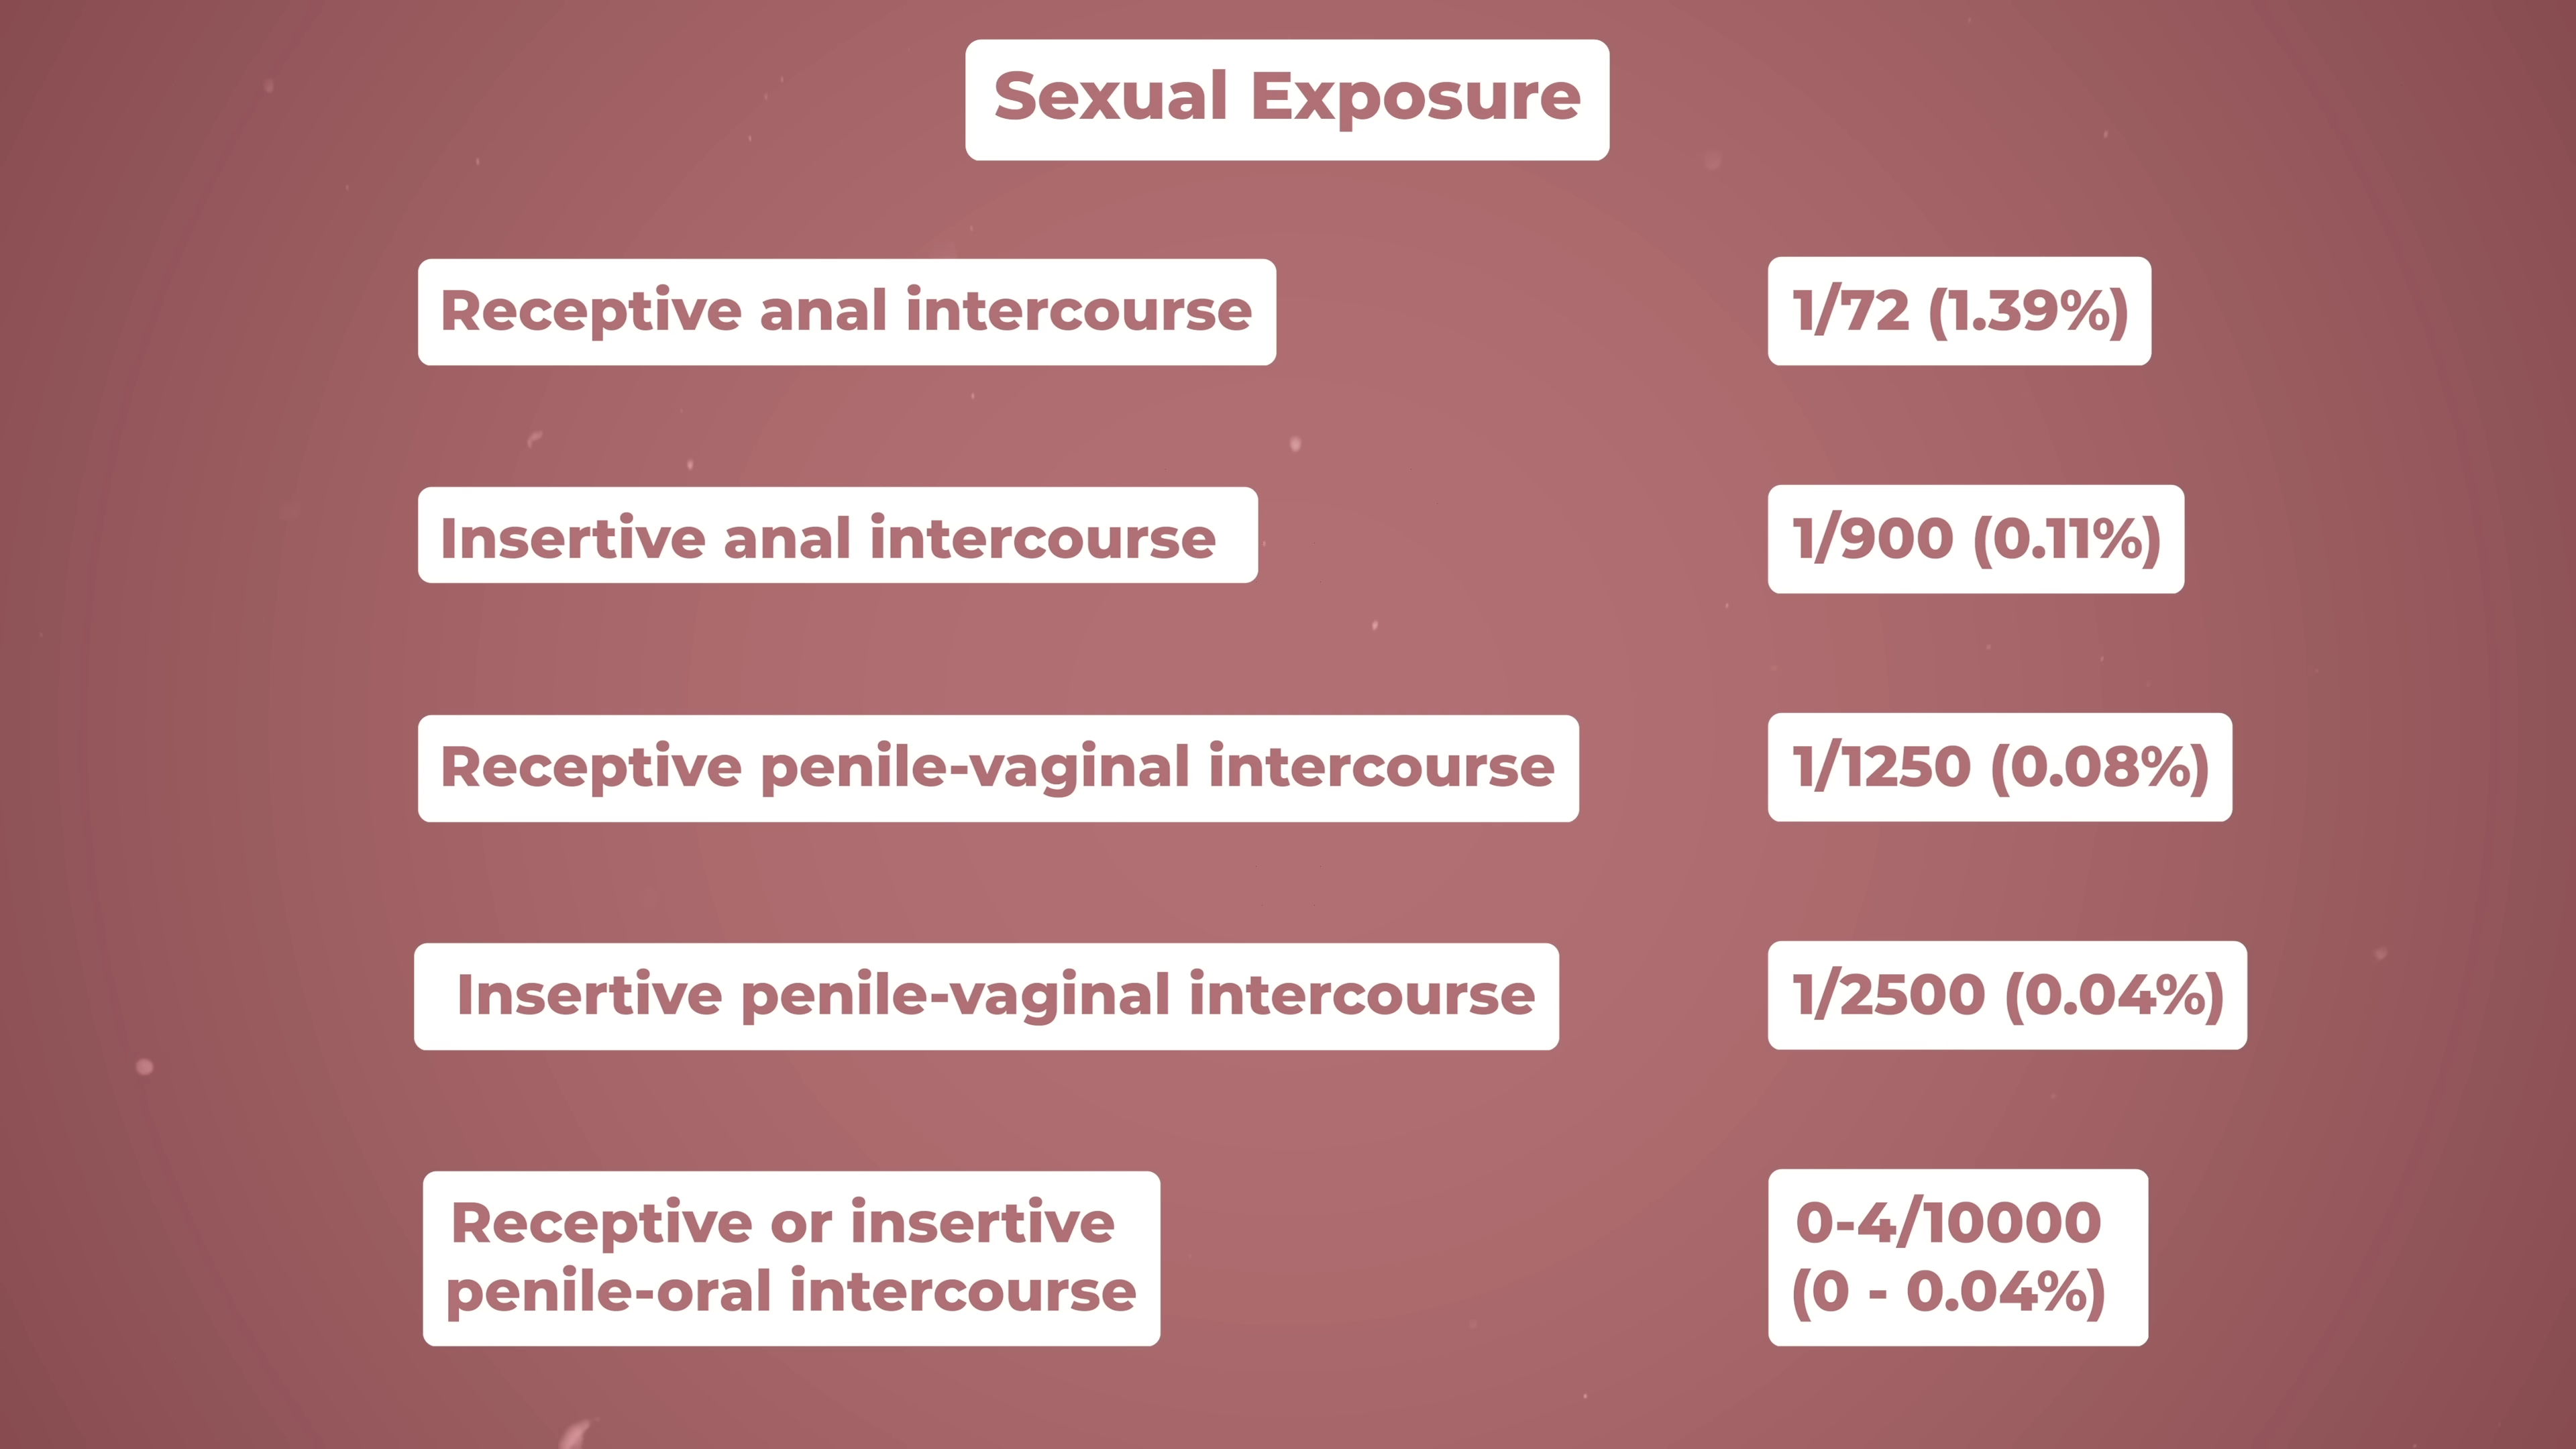 Sexual Exposure
Receptive anal intercourse 1/72 (1.39%)
Insertive anal intercourse 1/900 (0.11%)
Receptive penile-vaginal intercourse 1/1250 (0.08%)
Insertive penile-vaginal intercourse 1/2500 (0.04%)
Receptive or insertive 0-4/10000
penile-oral intercourse (0 - 0.04%)